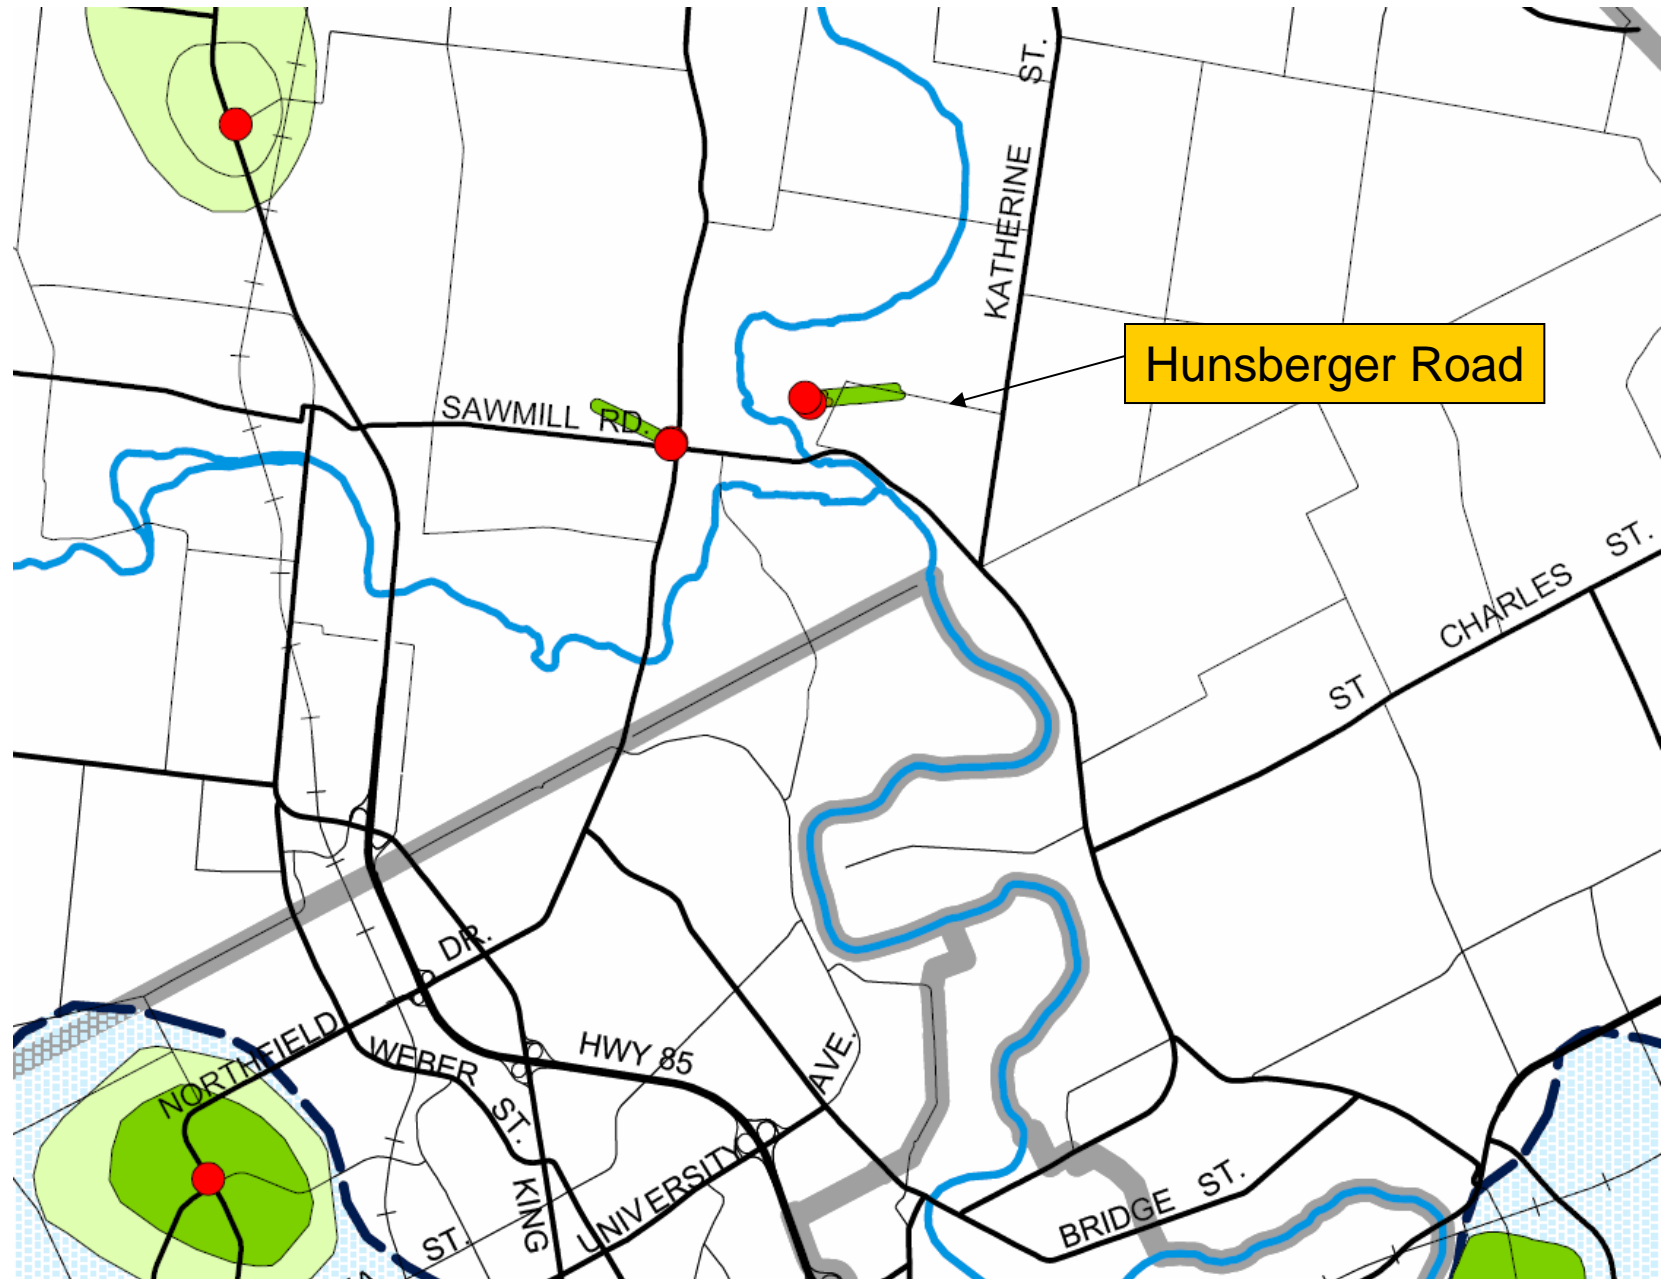 KATHERINE ST.
Hunsberger Road
SAWMILL RD.
CHARLES ST.
ST
NORTHFIELD DR.
WEBER ST.
HWY 85
AVE.
UNIVERSITY
KING
ST.
BRIDGE ST.